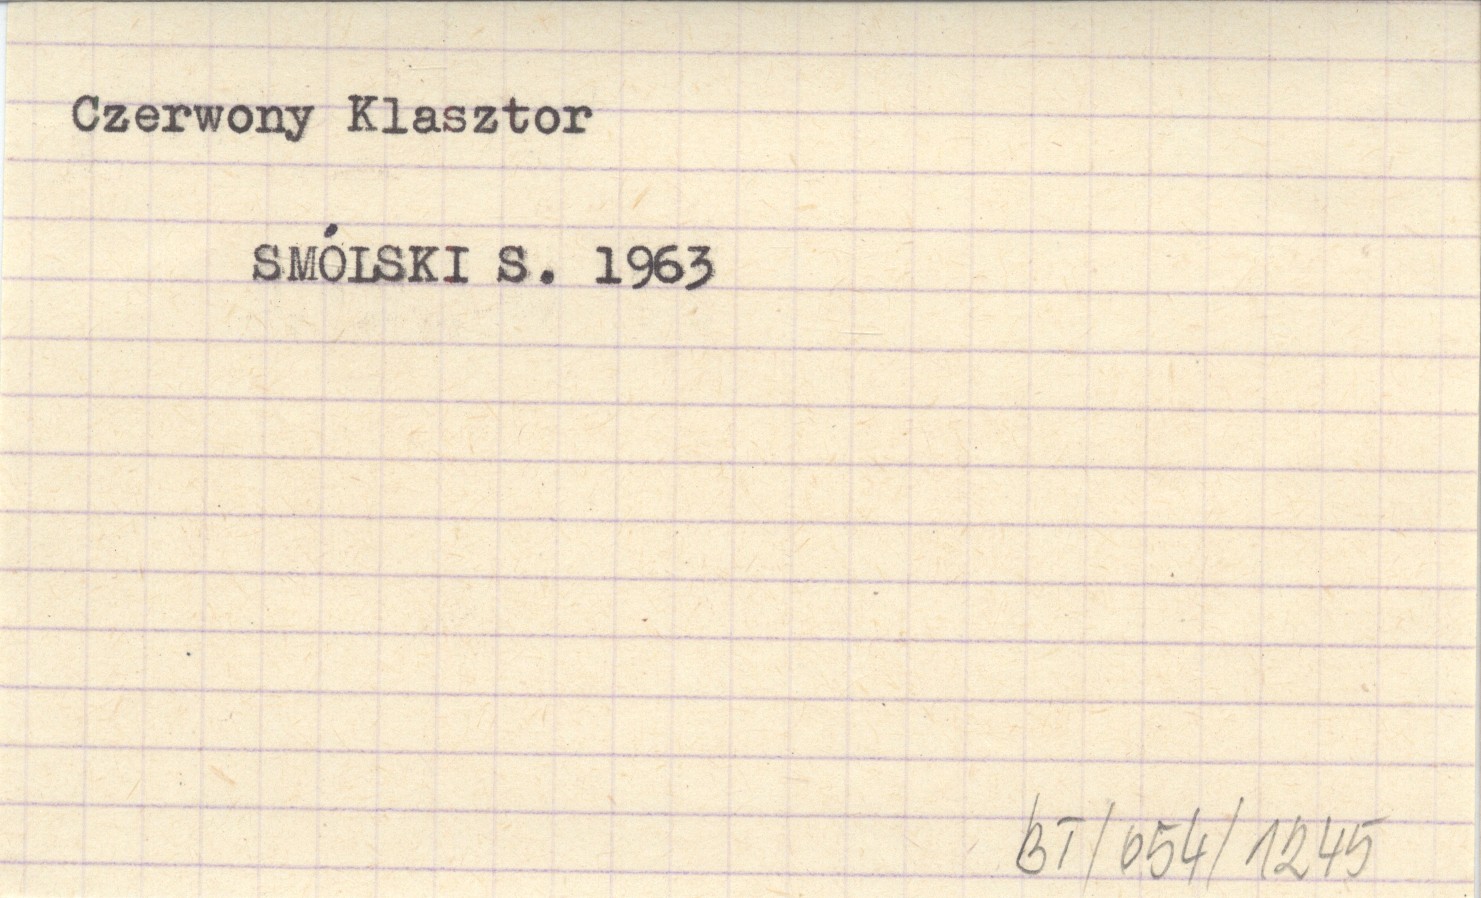 Czerwony Klasztor
SMÓLSKI S. 1963
BT/054/1245